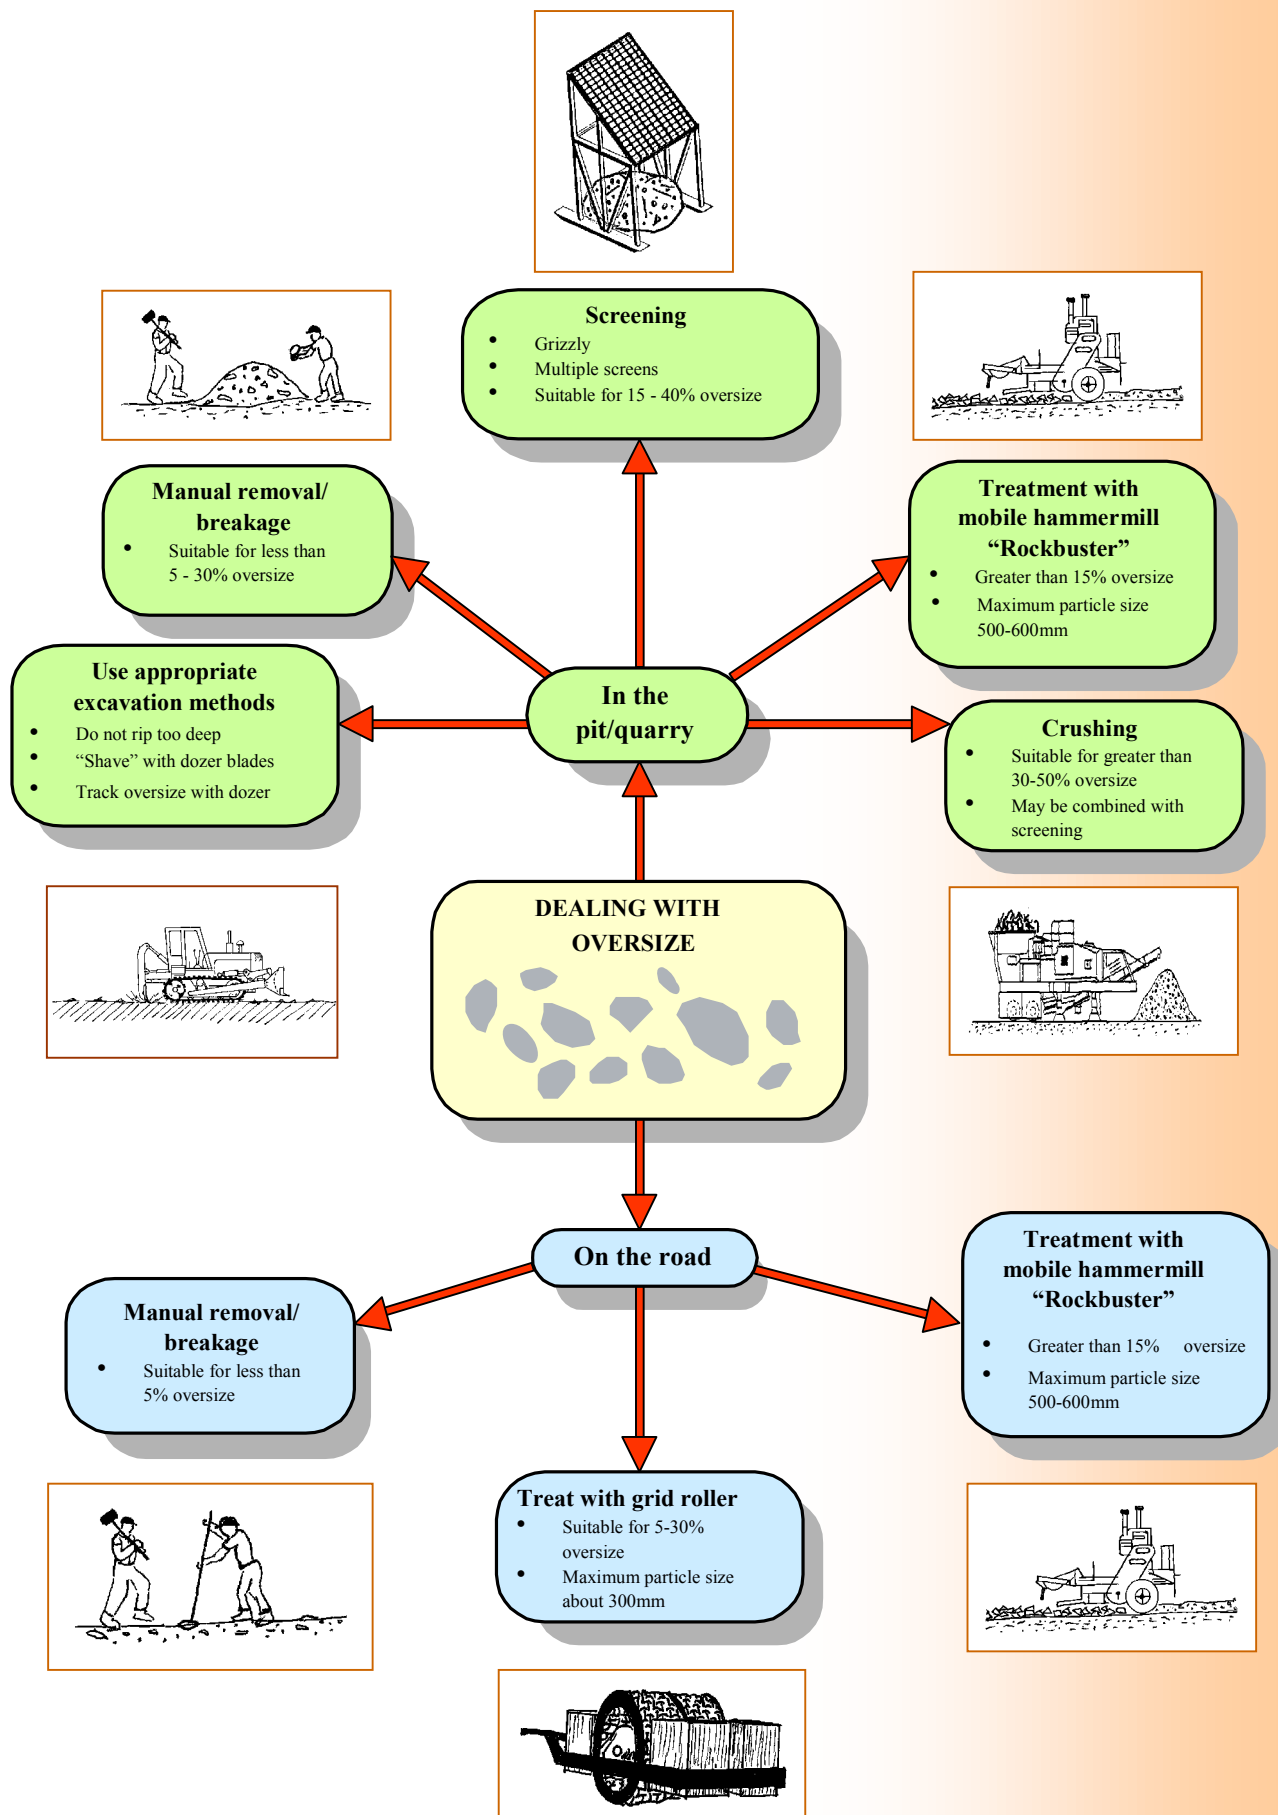 Screening
• Grizzly
• Multiple screens
• Suitable for 15 - 40% oversize
Manual removal/
breakage
• Suitable for less than
5 - 30% oversize
Treatment with
mobile hammermill
“Rockbuster”
• Greater than 15% oversize
• Maximum particle size
500-600mm
Use appropriate
excavation methods
• Do not rip too deep
• “Shave” with dozer blades
• Track oversize with dozer
In the
pit/quarry
Crushing
• Suitable for greater than
30-50% oversize
• May be combined with
screening
DEALING WITH
OVERSIZE
On the road
Manual removal/
breakage
• Suitable for less than
5% oversize
Treatment with
mobile hammermill
“Rockbuster”
• Greater than 15% oversize
• Maximum particle size
500-600mm
Treat with grid roller
• Suitable for 5-30%
oversize
• Maximum particle size
about 300mm